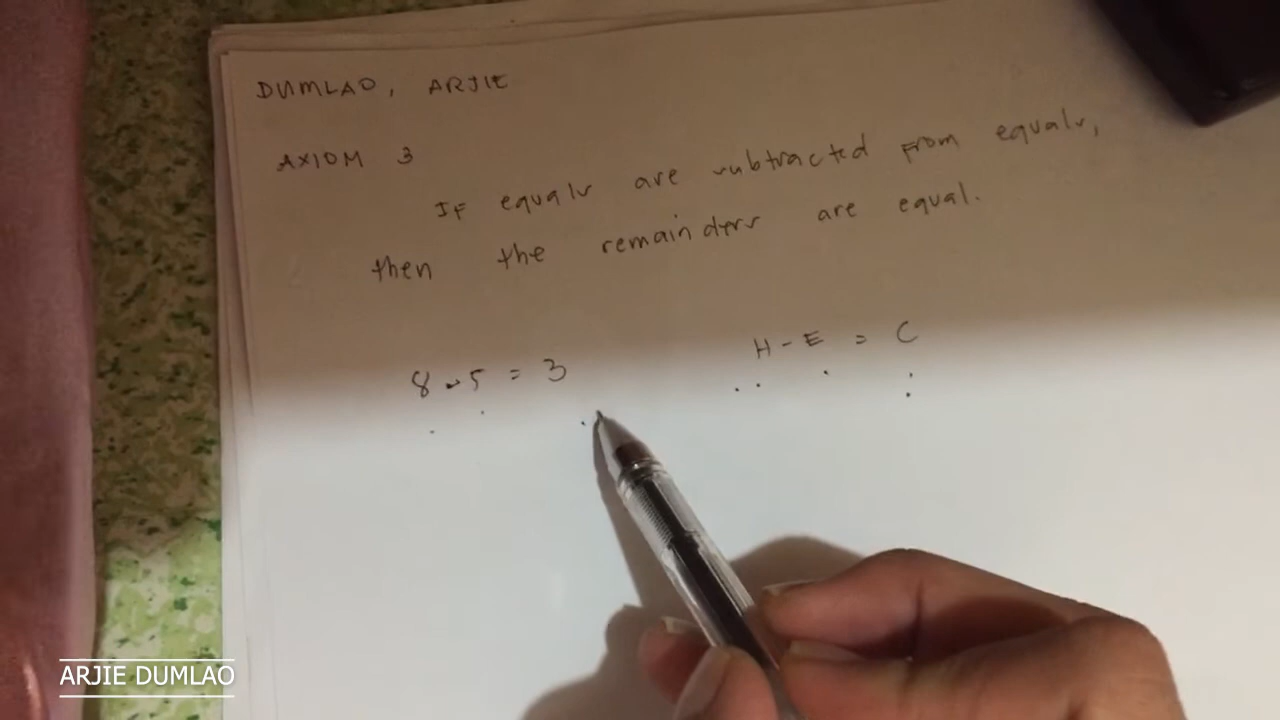 DUMLAO, ARJIE
AXIOM 3
IF equals are subtracted from equals,
then the remainders are equal.
8 - 5 = 3
H - E = C
ARJIE DUMLAO